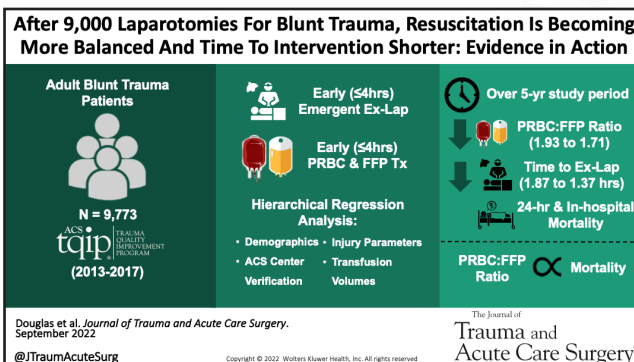 After 9,000 Laparotomies For Blunt Trauma, Resuscitation Is Becoming
More Balanced And Time To Intervention Shorter: Evidence in Action
Adult Blunt Trauma
Patients
N = 9,773
ACS
tqip
TRAUMA
QUALITY
IMPROVEMENT
PROGRAM
(2013-2017)
Early (≤4hrs)
Emergent Ex-Lap
Early (≤4hrs)
PRBC & FFP Tx
Hierarchical Regression
Analysis:
• Demographics
• ACS Center
Verification
• Injury Parameters
• Transfusion
Volumes
Over 5-yr study period
PRBC:FFP Ratio
(1.93 to 1.71)
Time to Ex-Lap
(1.87 to 1.37 hrs)
24-hr & In-hospital
Mortality
PRBC:FFP
Ratio
∝
Mortality
Douglas et al. Journal of Trauma and Acute Care Surgery.
September 2022
@JTraumAcuteSurg
Copyright © 2022 Wolters Kluwer Health, Inc. All rights reserved
The Journal of
Trauma and
Acute Care Surgery